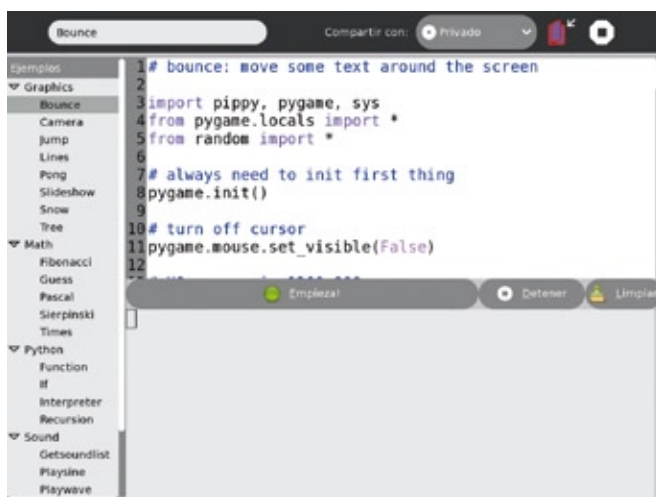 Bounce
Compartir con:
Privado
Ejemplos
Graphics
Bounce
Camera
Jump
Lines
Pong
Slideshow
Snow
Tree
Math
Fibonacci
Guess
Pascal
Sierpinski
Times
Python
Function
If
Interpreter
Recursion
Sound
Getsoundlist
Playsine
Playwave
1# bounce: move some text around the screen
2
3import pippy, pygame, sys
4from pygame.locals import *
5from random import *
6
7# always need to init first thing
8pygame.init()
9
10# turn off cursor
11pygame.mouse.set_visible(False)
12
Empieza!
Detener
Limpiar